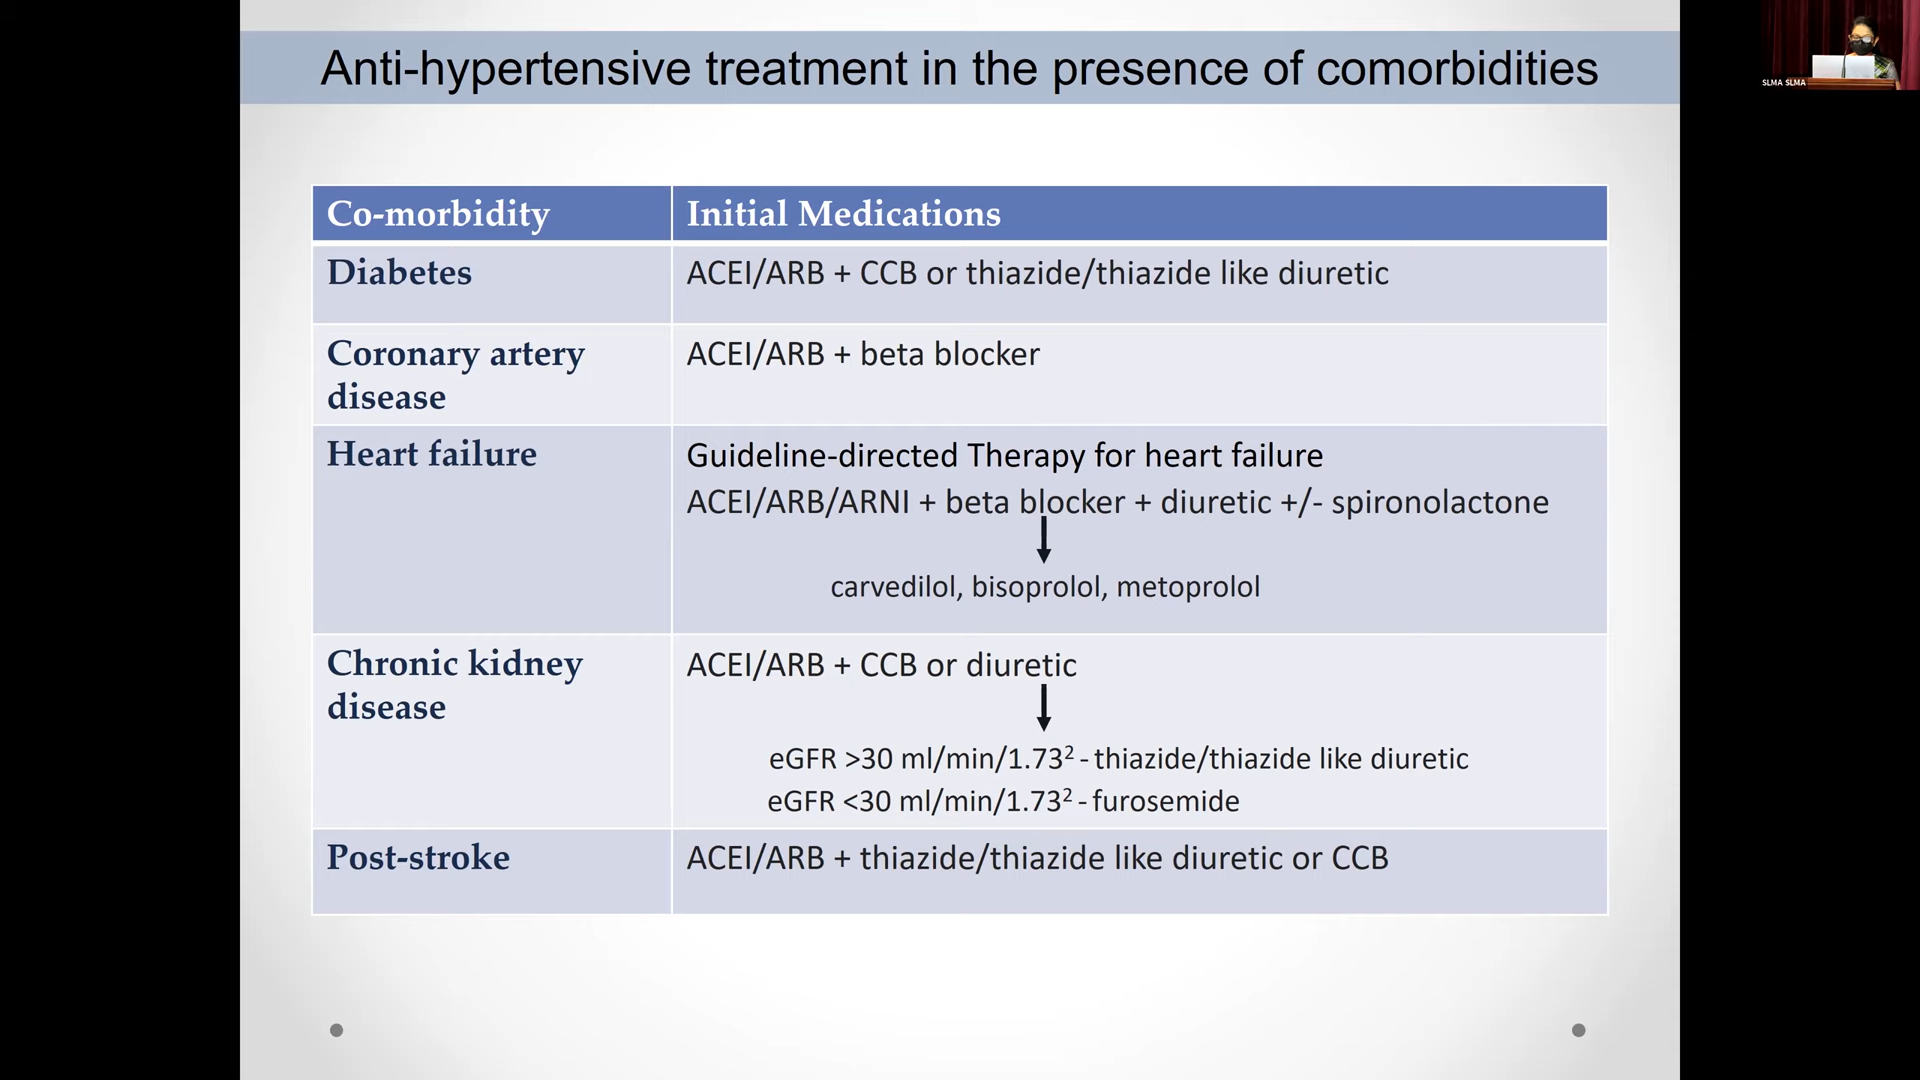 Anti-hypertensive treatment in the presence of comorbidities
SLMA SLMA
Co-morbidity
Initial Medications
Diabetes
ACEI/ARB + CCB or thiazide/thiazide like diuretic
Coronary artery
disease
ACEI/ARB + beta blocker
Heart failure
Guideline-directed Therapy for heart failure
ACEI/ARB/ARNI + beta blocker + diuretic +/- spironolactone
carvedilol, bisoprolol, metoprolol
Chronic kidney
disease
ACEI/ARB + CCB or diuretic
eGFR >30 ml/min/1.73² - thiazide/thiazide like diuretic
eGFR <30 ml/min/1.73² - furosemide
Post-stroke
ACEI/ARB + thiazide/thiazide like diuretic or CCB